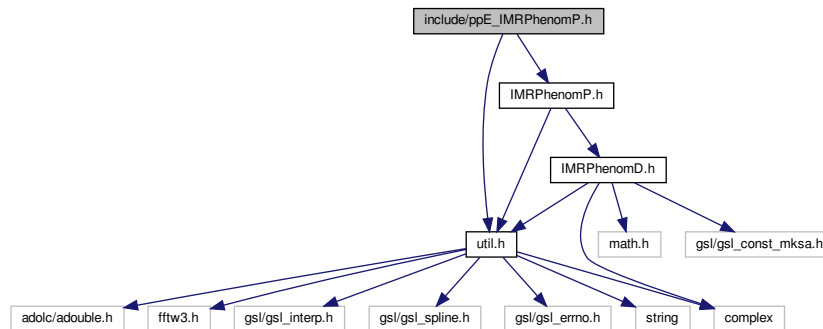 include/ppE_IMRPhenomP.h
IMRPhenomP.h
IMRPhenomD.h
util.h
math.h
gsl/gsl_const_mksa.h
adolc/adouble.h
fftw3.h
gsl/gsl_interp.h
gsl/gsl_spline.h
gsl/gsl_errno.h
string
complex